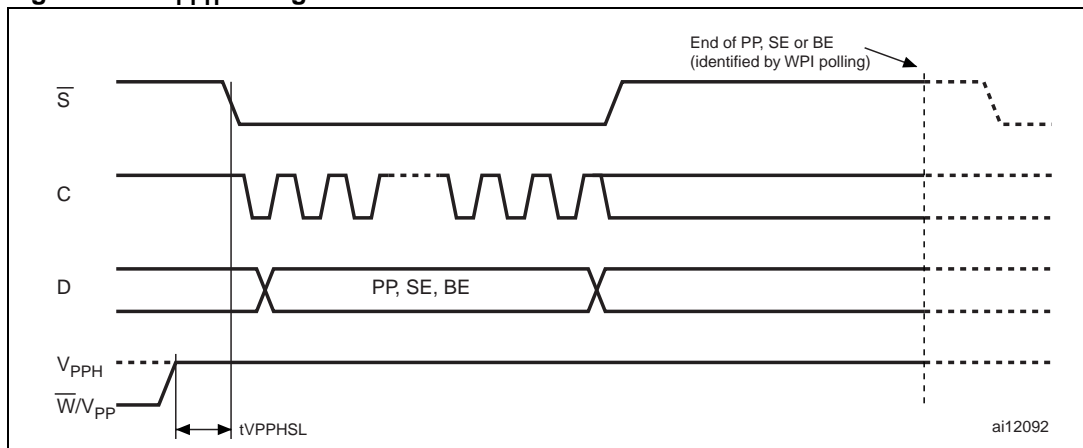 End of PP, SE or BE
(identified by WPI polling)
S̅
C
D
PP, SE, BE
VPPH
W̅/VPP
tVPPHSL
ai12092